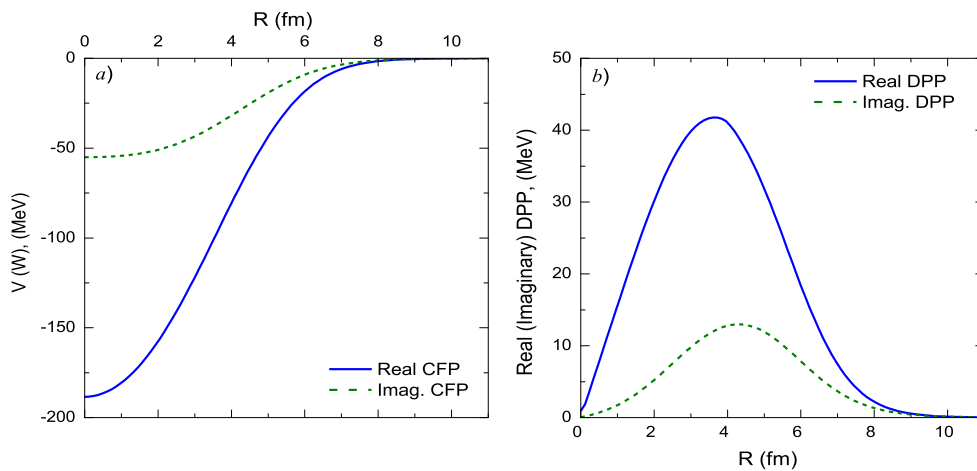 R (fm)
0 2 4 6 8 10
a)
0
-50
-100
-150
-200
V (W), (MeV)
Real CFP
Imag. CFP
b)
Real DPP
Imag. DPP
50
40
30
20
10
0
Real (Imaginary) DPP, (MeV)
0 2 4 6 8 10
R (fm)